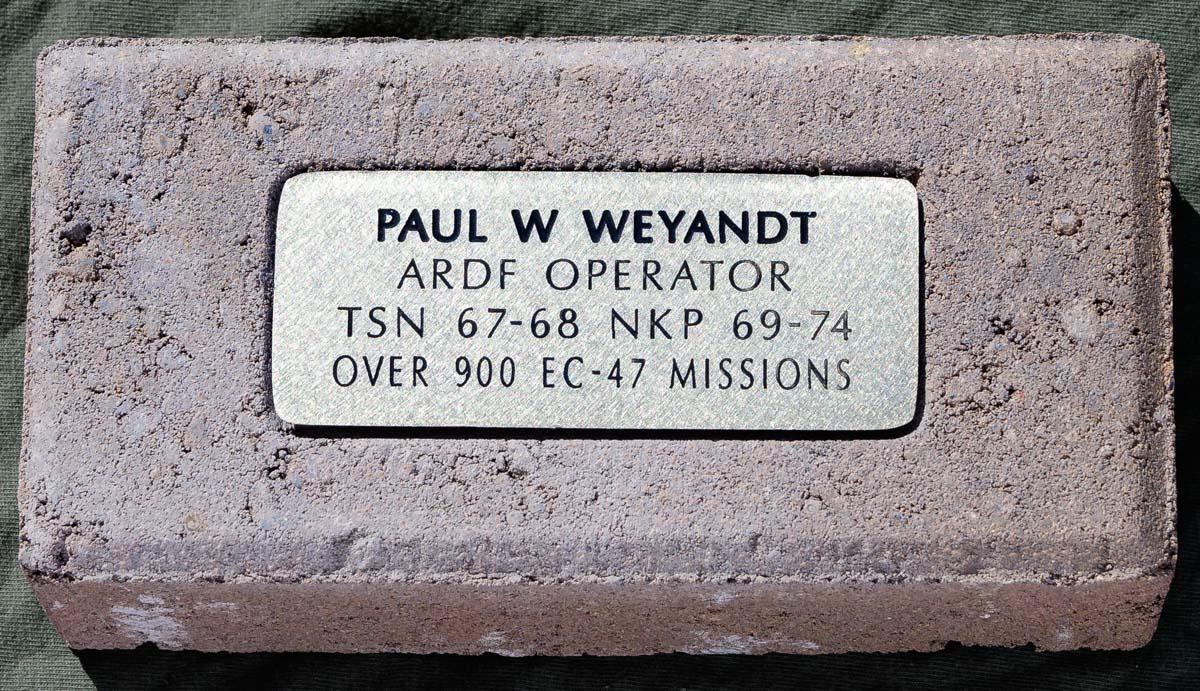 PAUL W WEYANDT
ARDF OPERATOR
TSN 67-68 NKP 69-74
OVER 900 EC-47 MISSIONS